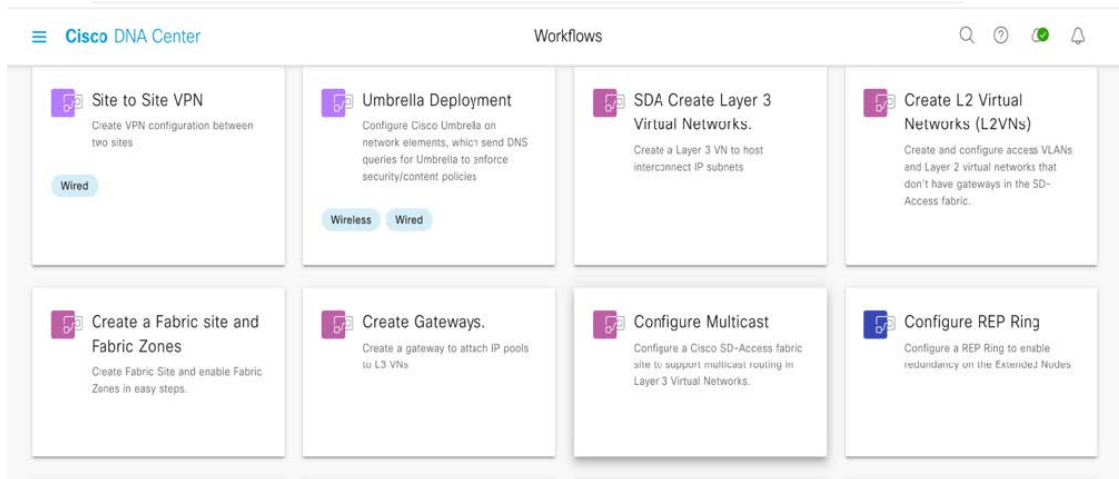 Cisco DNA Center
Workflows
Site to Site VPN
Create VPN configuration between
two sites
Wired
Umbrella Deployment
Configure Cisco Umbrella on
network elements, which send DNS
queries for Umbrella to enforce
security/content policies
Wireless Wired
SDA Create Layer 3
Virtual Networks.
Create a Layer 3 VN to host
interconnect IP subnets
Create L2 Virtual
Networks (L2VNs)
Create and configure access VLANs
and Layer 2 virtual networks that
don't have gateways in the SD-
Access fabric.
Create a Fabric site and
Fabric Zones
Create Fabric Site and enable Fabric
Zones in easy steps.
Create Gateways.
Create a gateway to attach IP pools
to L3 VNs
Configure Multicast
Configure a Cisco SD-Access fabric
site to support multicast routing in
Layer 3 Virtual Networks.
Configure REP Ring
Configure a REP Ring to enable
redundancy on the Extended Nodes